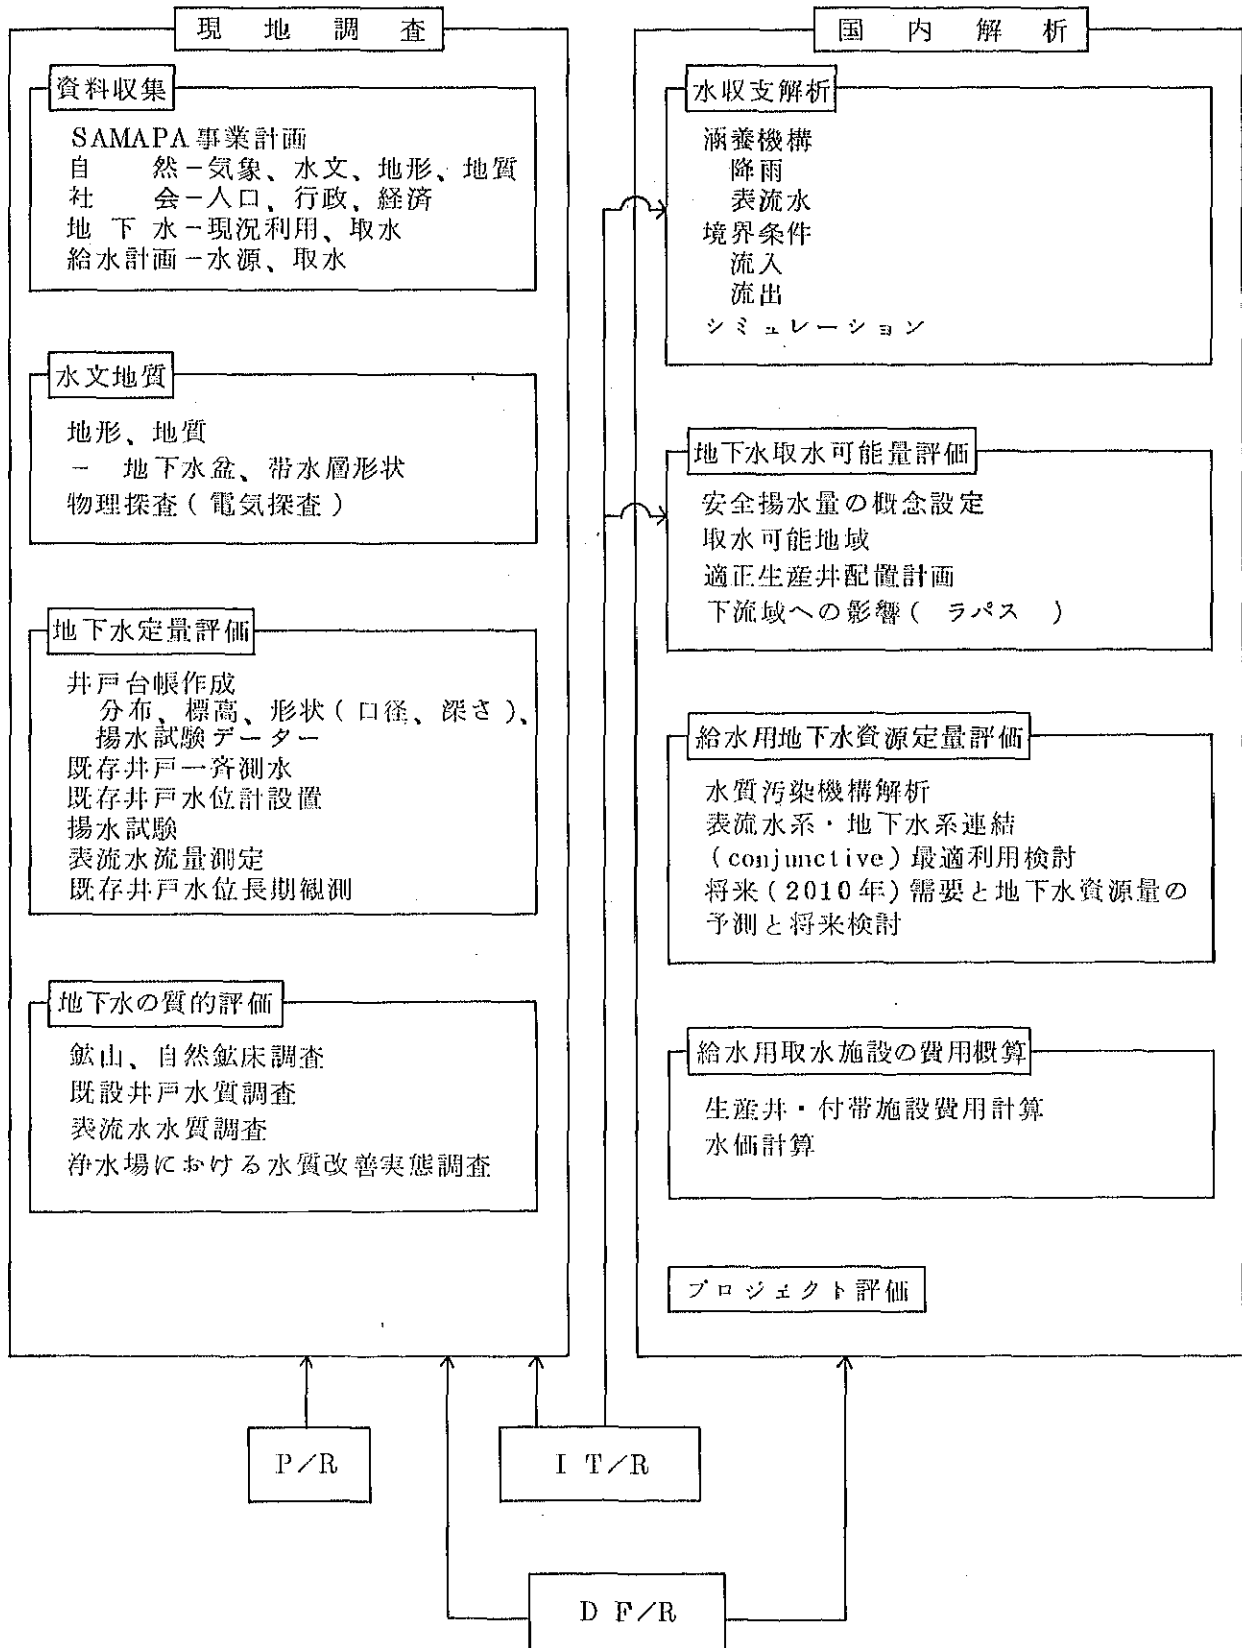 現地調査
資料収集
SAMAPA事業計画
自然－気象、水文、地形、地質
社会－人口、行政、経済
地下水－現況利用、取水
給水計画－水源、取水
水文地質
地形、地質
－ 地下水盆、帯水層形状
物理探査(電気探査)
地下水定量評価
井戸台帳作成
分布、標高、形状(口径、深さ)、
揚水試験データー
既存井戸一斉測水
既存井戸水位計設置
揚水試験
表流水流量測定
既存井戸水位長期観測
地下水の質的評価
鉱山、自然鉱床調査
既設井戸水質調査
表流水水質調査
浄水場における水質改善実態調査
国内解析
水収支解析
涵養機構
降雨
表流水
境界条件
流入
流出
シミュレーション
地下水取水可能量評価
安全揚水量の概念設定
取水可能地域
適正生産井配置計画
下流域への影響( ラパス )
給水用地下水資源定量評価
水質汚染機構解析
表流水系・地下水系連結
(conjunctive)最適利用検討
将来(2010年)需要と地下水資源量の
予測と将来検討
給水用取水施設の費用概算
生産井・付帯施設費用計算
水価計算
プロジェクト評価
P/R
I T/R
D F/R